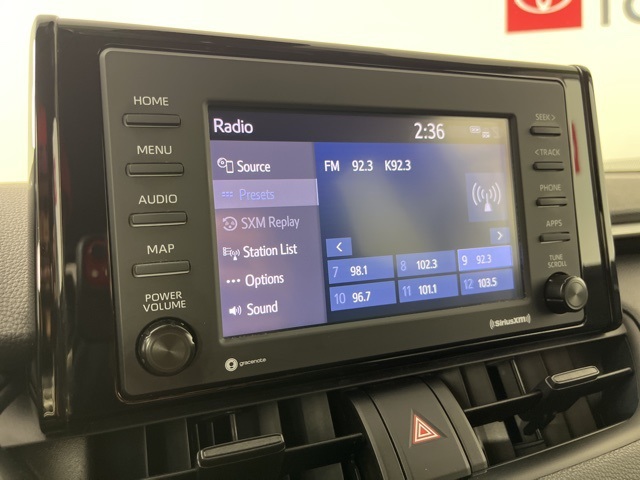 HOME
MENU
AUDIO
MAP
POWER
VOLUME
Radio
2:36
Source
Presets
SXM Replay
Station List
Options
Sound
FM 92.3 K92.3
<
>
7 98.1
8 102.3
9 92.3
10 96.7
11 101.1
12 103.5
SEEK >
< TRACK
PHONE
APPS
TUNE
SCROLL
gracenote
SiriusXM